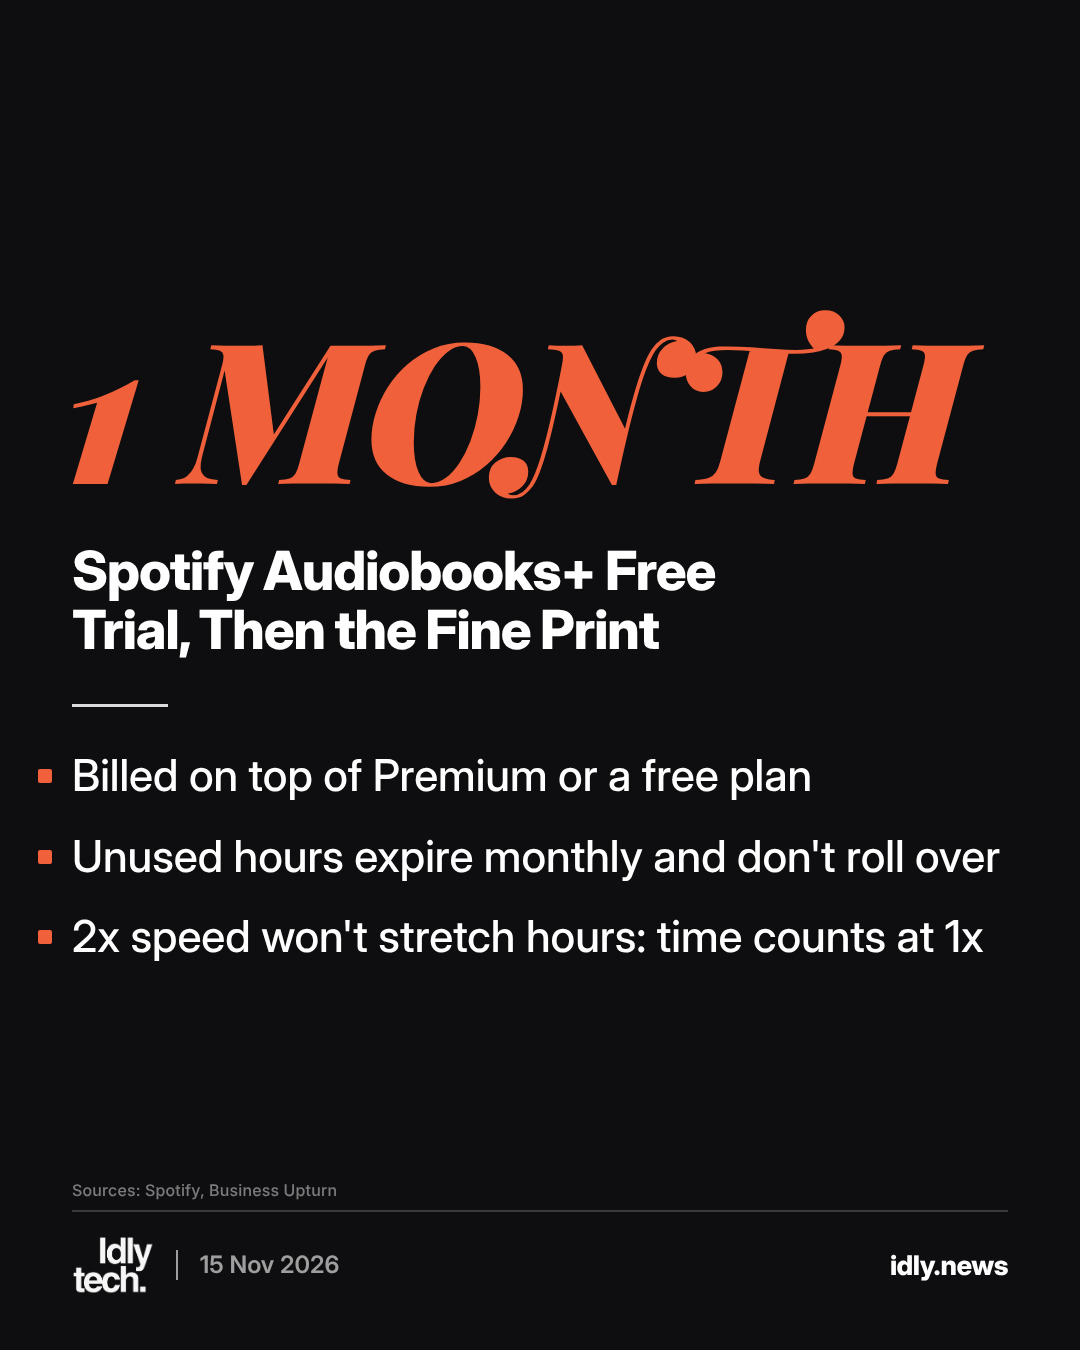 1 MONTH
Spotify Audiobooks+ Free
Trial, Then the Fine Print
Billed on top of Premium or a free plan
Unused hours expire monthly and don't roll over
2x speed won't stretch hours: time counts at 1x
Sources: Spotify, Business Upturn
Idly
tech.
15 Nov 2026
idly.news